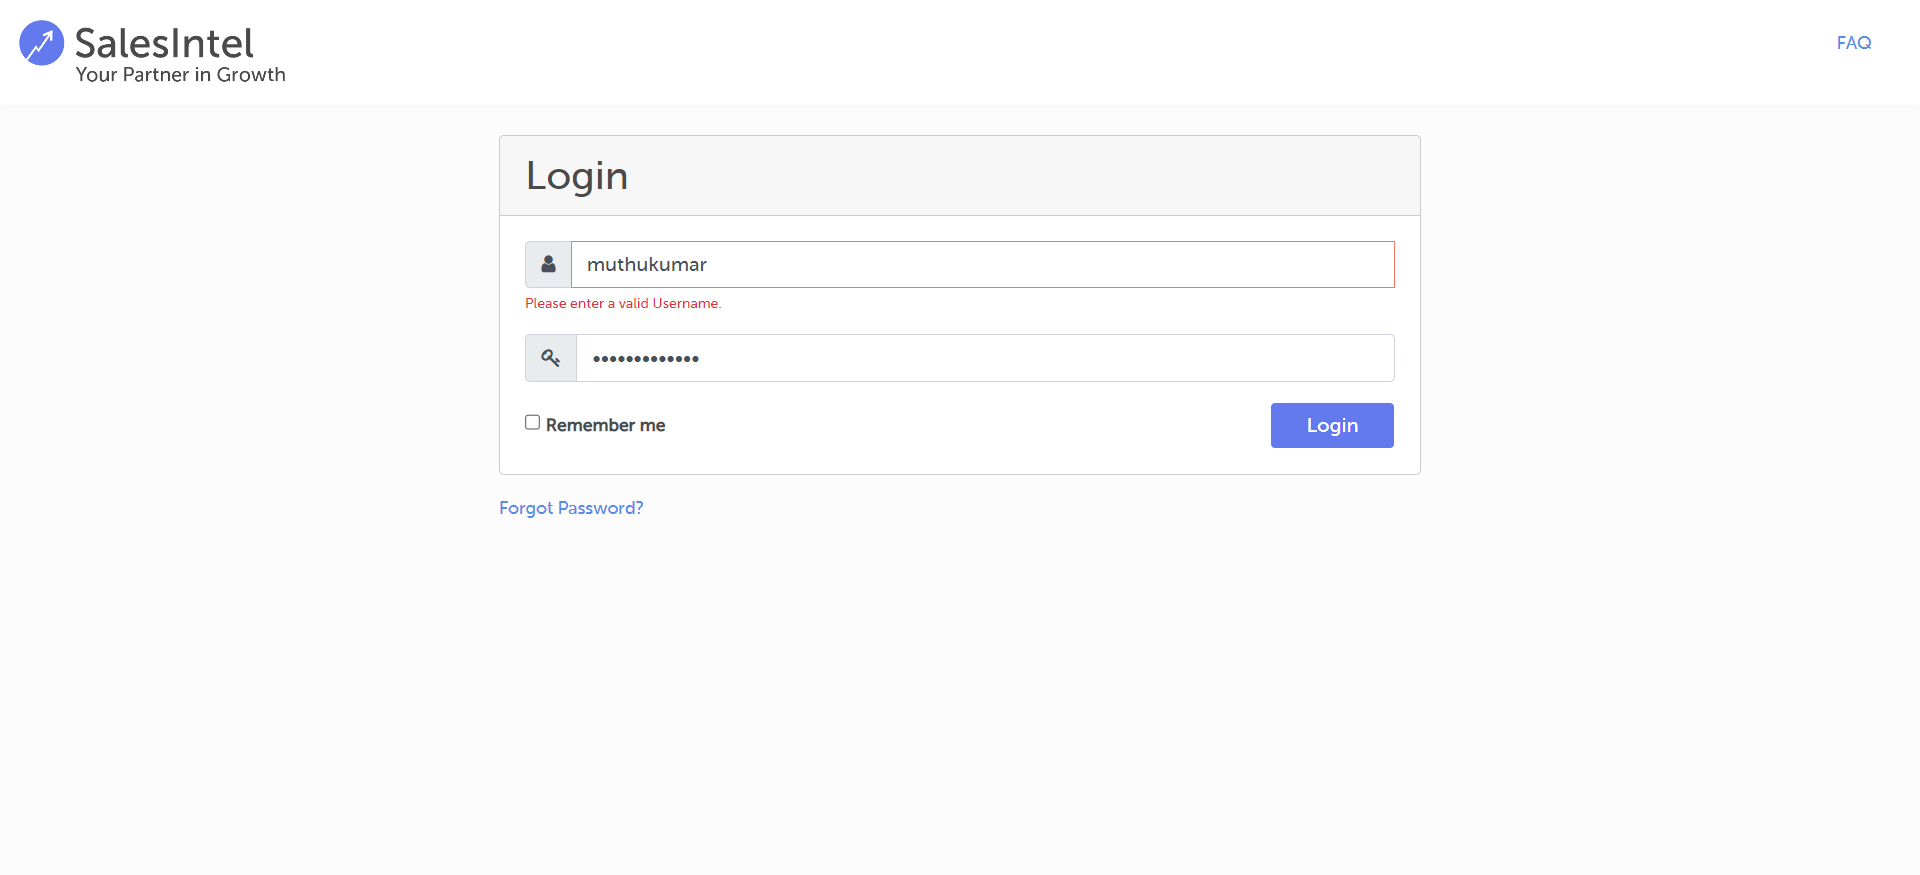 SalesIntel
Your Partner in Growth
FAQ
Login
muthukumar
Please enter a valid Username.
•••••••••••••
Remember me
Login
Forgot Password?